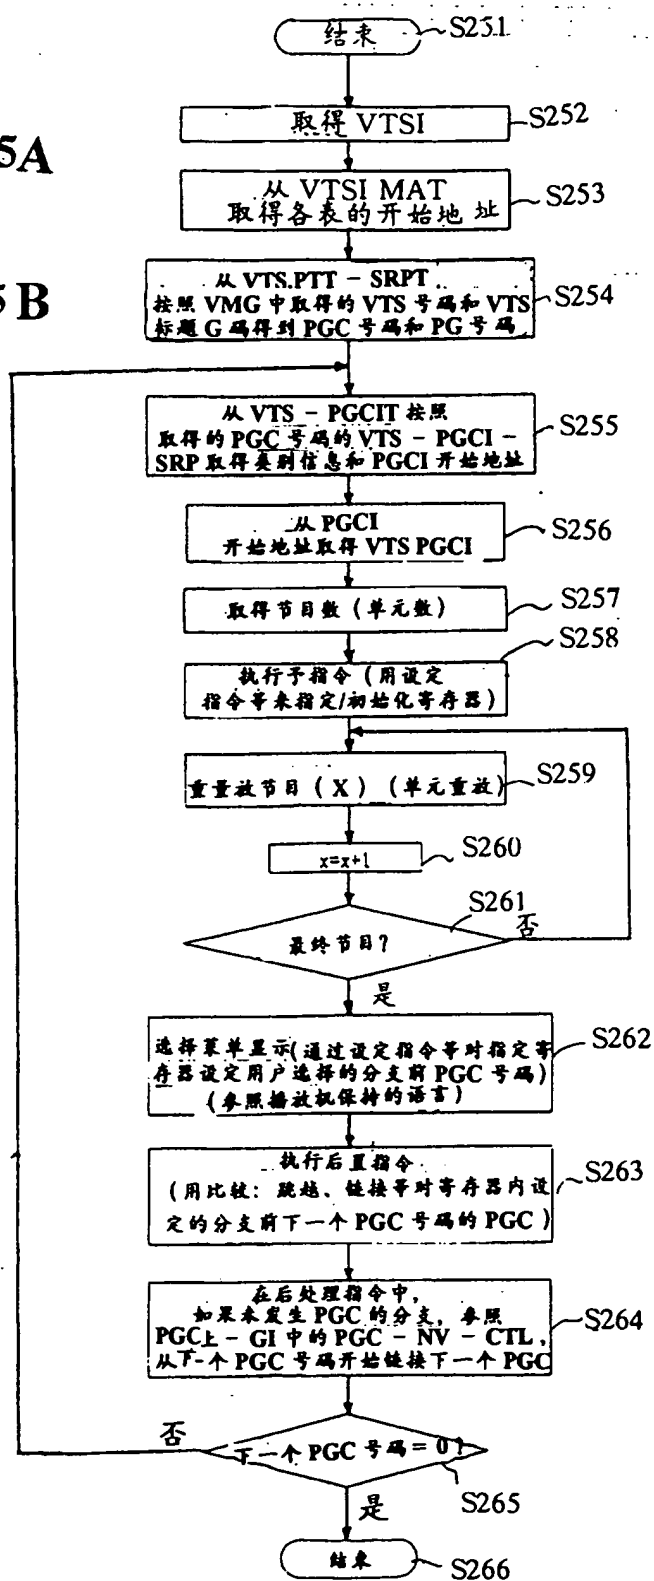 结束
S251
取得 VTSI
S252
5A
从 VTSI MAT
取得各表的开始地址
S253
5B
从 VTS.PTT - SRPT
按照 VMG 中取得的 VTS 号码和 VTS
标题 G 码得到 PGC 号码和 PG 号码
S254
从 VTS - PGCIT 按照
取得的 PGC 号码的 VTS - PGCI -
SRP 取得类别信息和 PGCI 开始地址
S255
从 PGCI
开始地址取得 VTS PGCI
S256
取得节目数(单元数)
S257
S258
执行予指令(用设定
指令等来指定/初始化寄存器)
重量放节目(X)(单元重放)
S259
x=x+1
S260
S261
最终节目?
否
是
选择菜单显示(通过设定指令等时指定寄
存器设定用户选择的分支前 PGC 号码)
(参照播放机保持的语言)
S262
执行后置指令
(用比较: 跳越、链接等时寄存器内设
定的分支前下一个 PGC 号码的 PGC)
S263
在后处理指令中,
如果未发生 PGC 的分支, 参照
PGC上 - GI 中的 PGC - NV - CTL,
从下一个 PGC 号码开始链接下一个 PGC
S264
否
下一个 PGC 号码 = 0?
S265
是
结束
S266